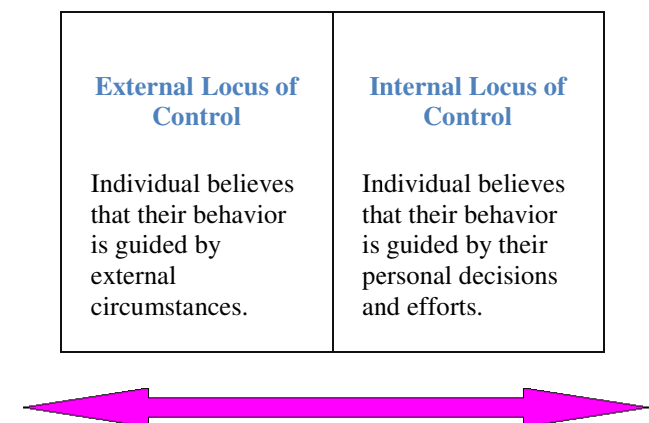 External Locus of
Control
Individual believes
that their behavior
is guided by
external
circumstances.
Internal Locus of
Control
Individual believes
that their behavior
is guided by their
personal decisions
and efforts.